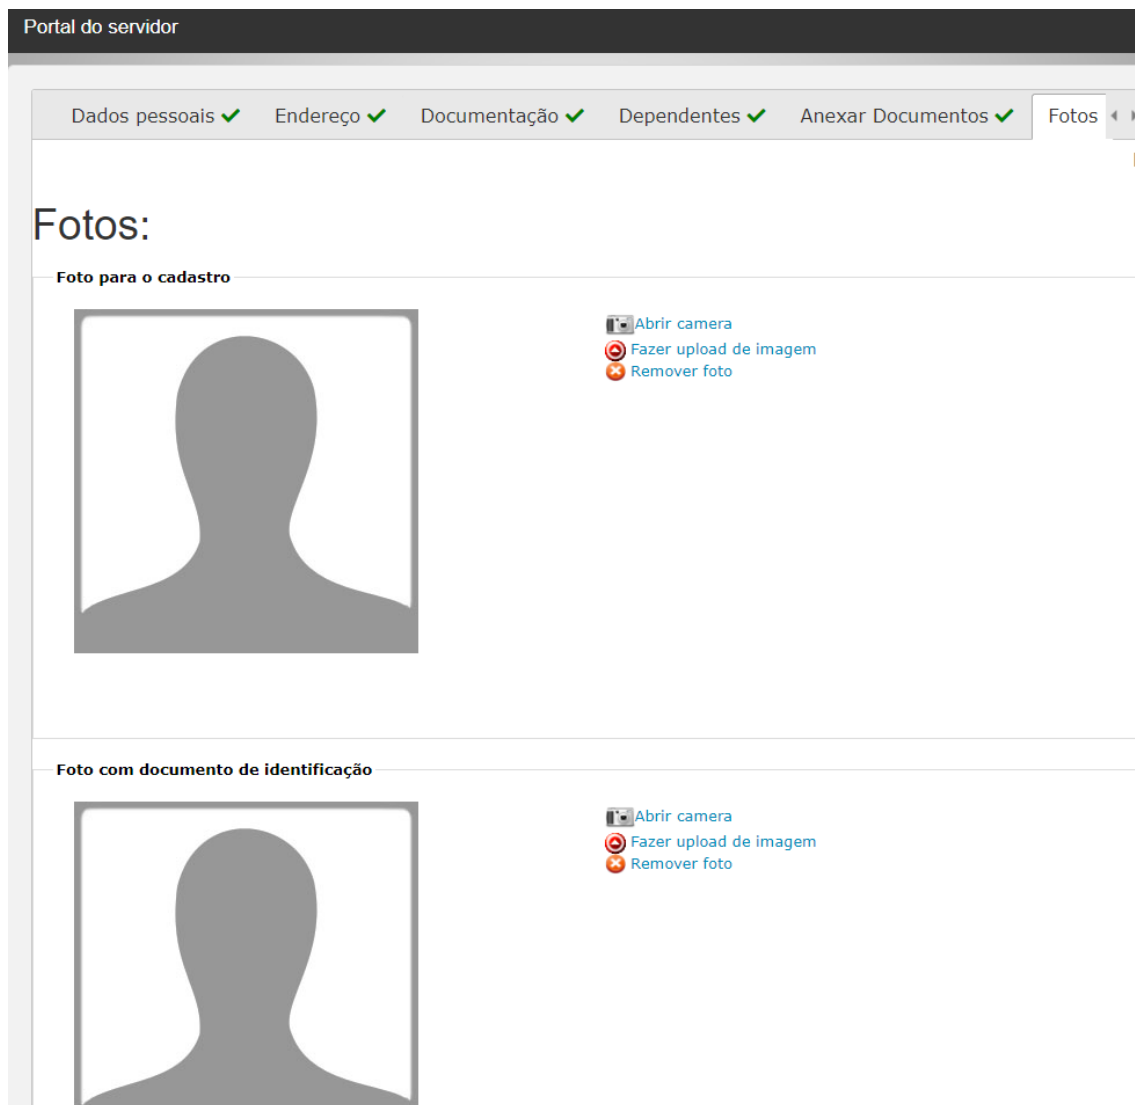 Portal do servidor
Dados pessoais Endereço Documentação Dependentes Anexar Documentos Fotos
Fotos:
Foto para o cadastro
Abrir camera
Fazer upload de imagem
Remover foto
Foto com documento de identificação
Abrir camera
Fazer upload de imagem
Remover foto